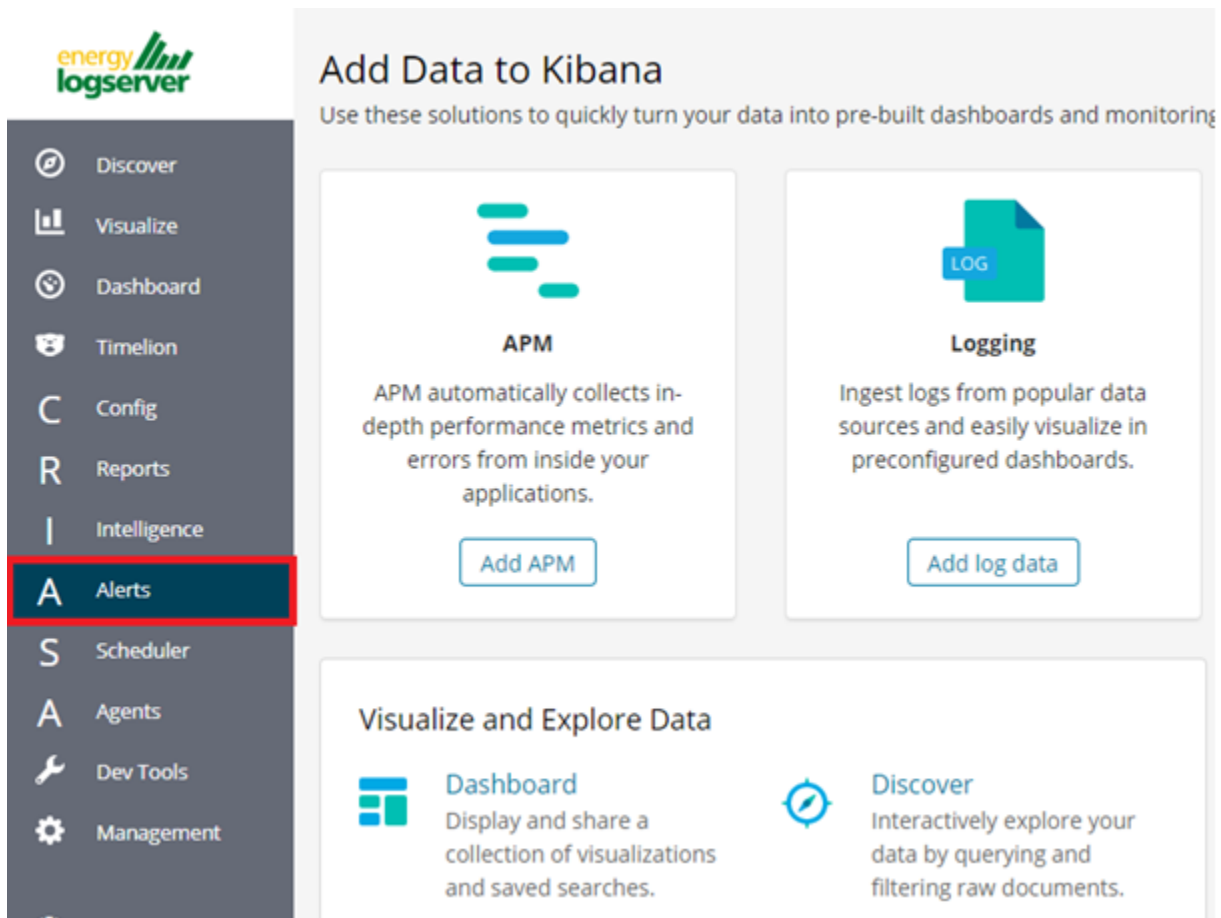 energy
logserver
Discover
Visualize
Dashboard
Timelion
C Config
R Reports
I Intelligence
A Alerts
S Scheduler
A Agents
Dev Tools
Management
Add Data to Kibana
Use these solutions to quickly turn your data into pre-built dashboards and monitoring
APM
APM automatically collects in-
depth performance metrics and
errors from inside your
applications.
Add APM
LOG
Logging
Ingest logs from popular data
sources and easily visualize in
preconfigured dashboards.
Add log data
Visualize and Explore Data
Dashboard
Display and share a
collection of visualizations
and saved searches.
Discover
Interactively explore your
data by querying and
filtering raw documents.